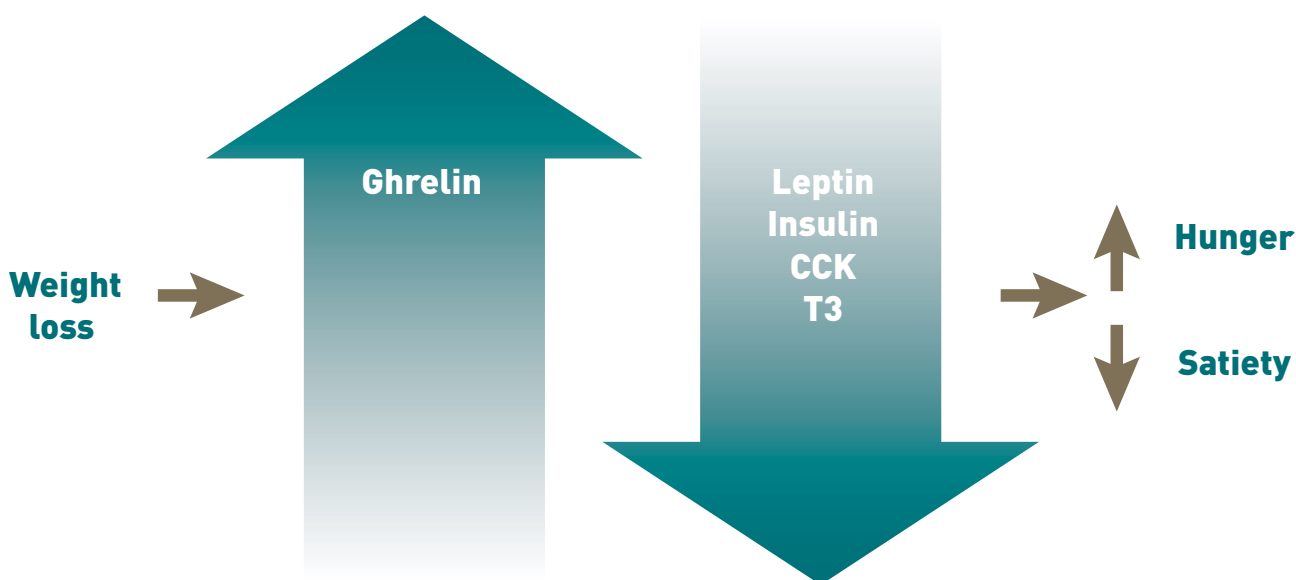 Weight
loss
Ghrelin
Leptin
Insulin
CCK
T3
Hunger
Satiety